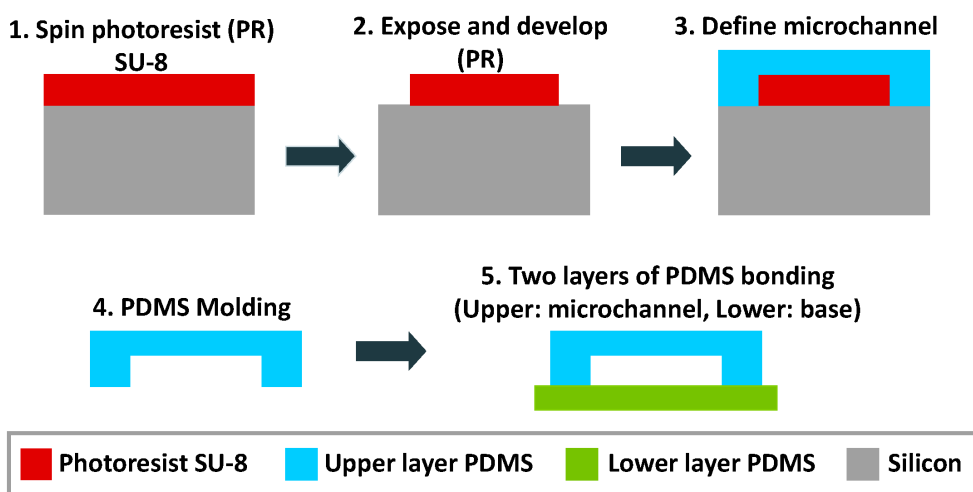 1. Spin photoresist (PR)
SU-8
2. Expose and develop
(PR)
3. Define microchannel
4. PDMS Molding
5. Two layers of PDMS bonding
(Upper: microchannel, Lower: base)
Photoresist SU-8
Upper layer PDMS
Lower layer PDMS
Silicon